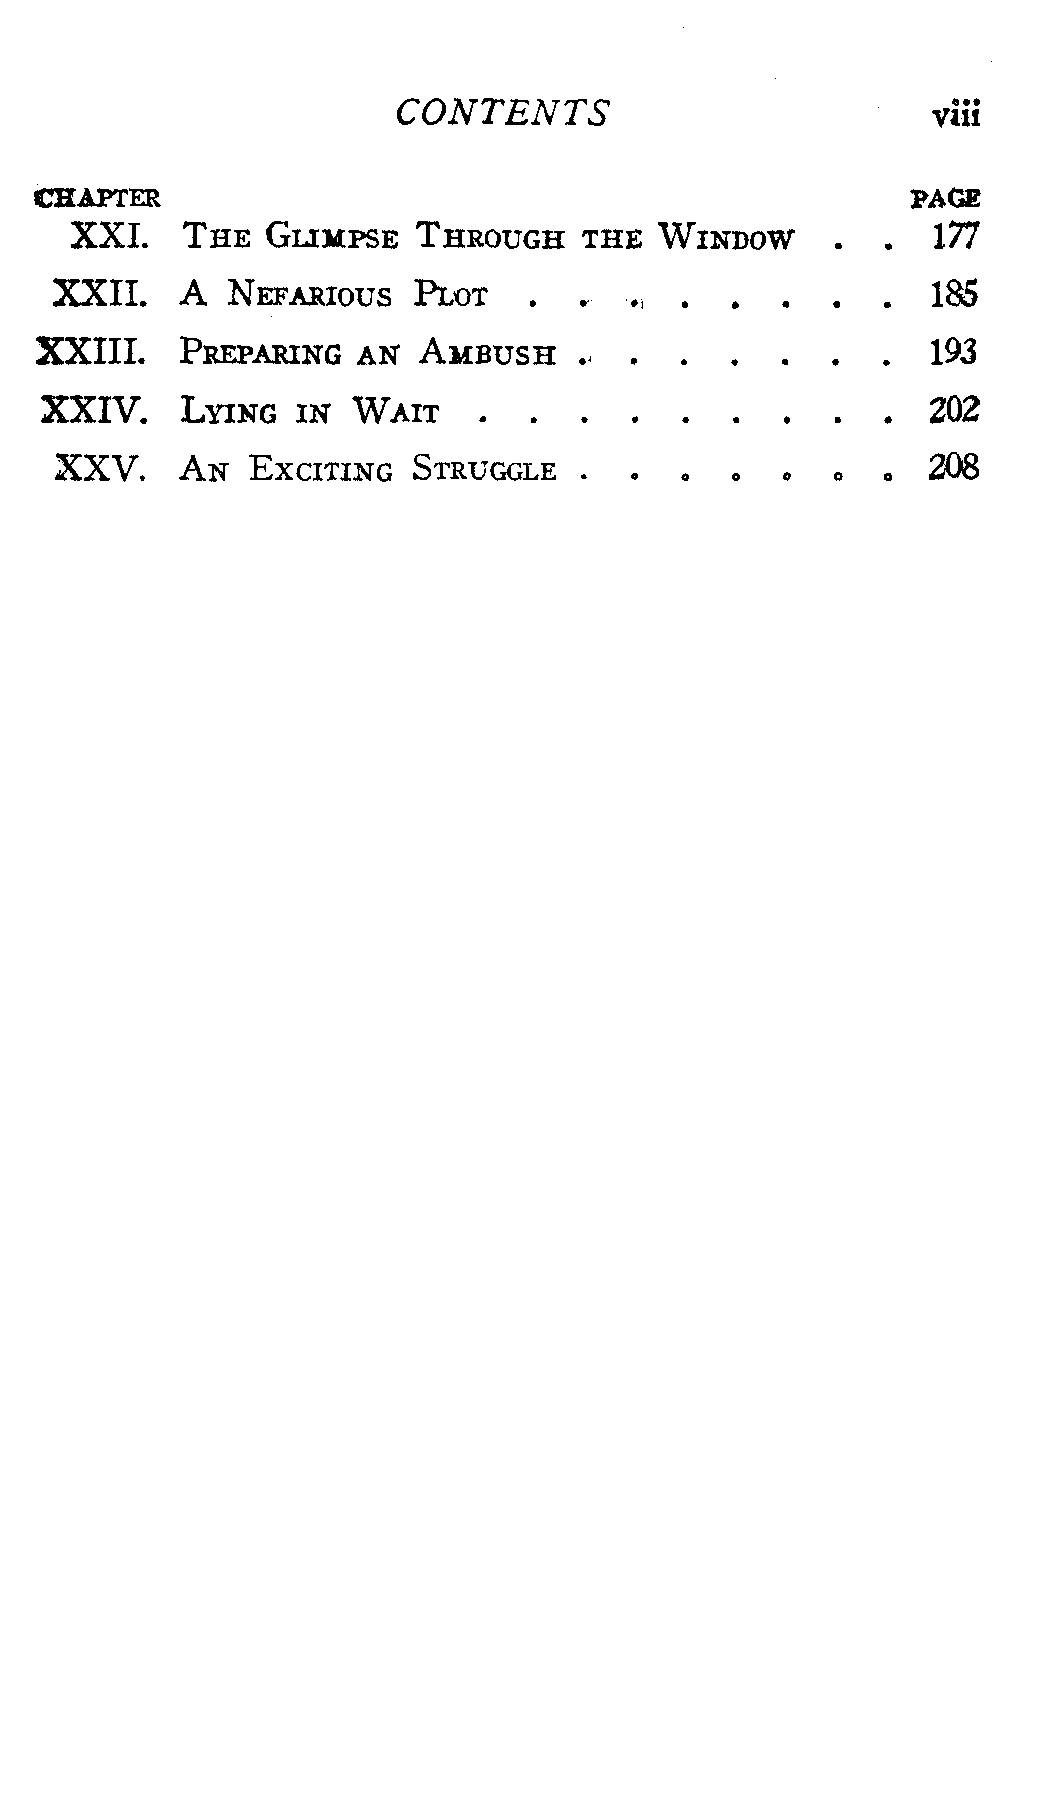 CONTENTS viii
CHAPTER PAGE
XXI. The Glimpse Through the Window . . 177
XXII. A Nefarious Plot . . . . . . . . 185
XXIII. Preparing an Ambush . . . . . . . 193
XXIV. Lying in Wait . . . . . . . . . 202
XXV. An Exciting Struggle . . . . . . . 208